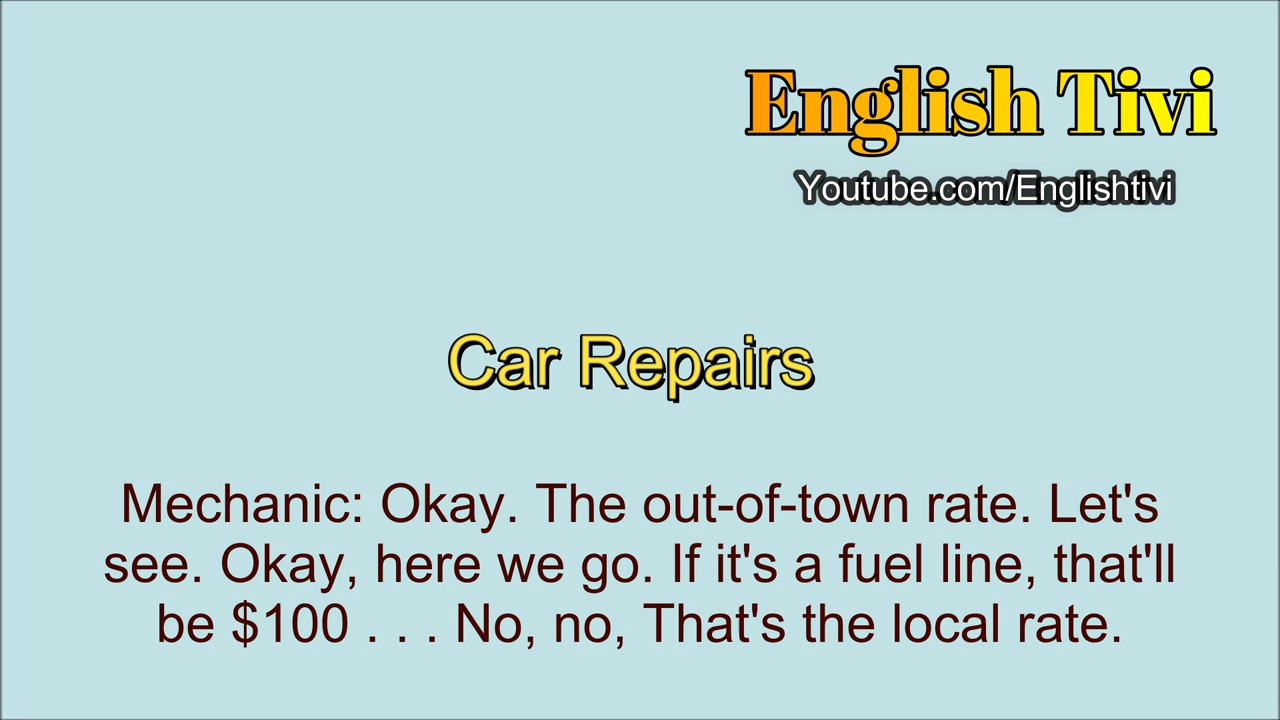 English Tivi
Youtube.com/Englishtivi
Car Repairs
Mechanic: Okay. The out-of-town rate. Let's
see. Okay, here we go. If it's a fuel line, that'll
be $100 . . . No, no, That's the local rate.